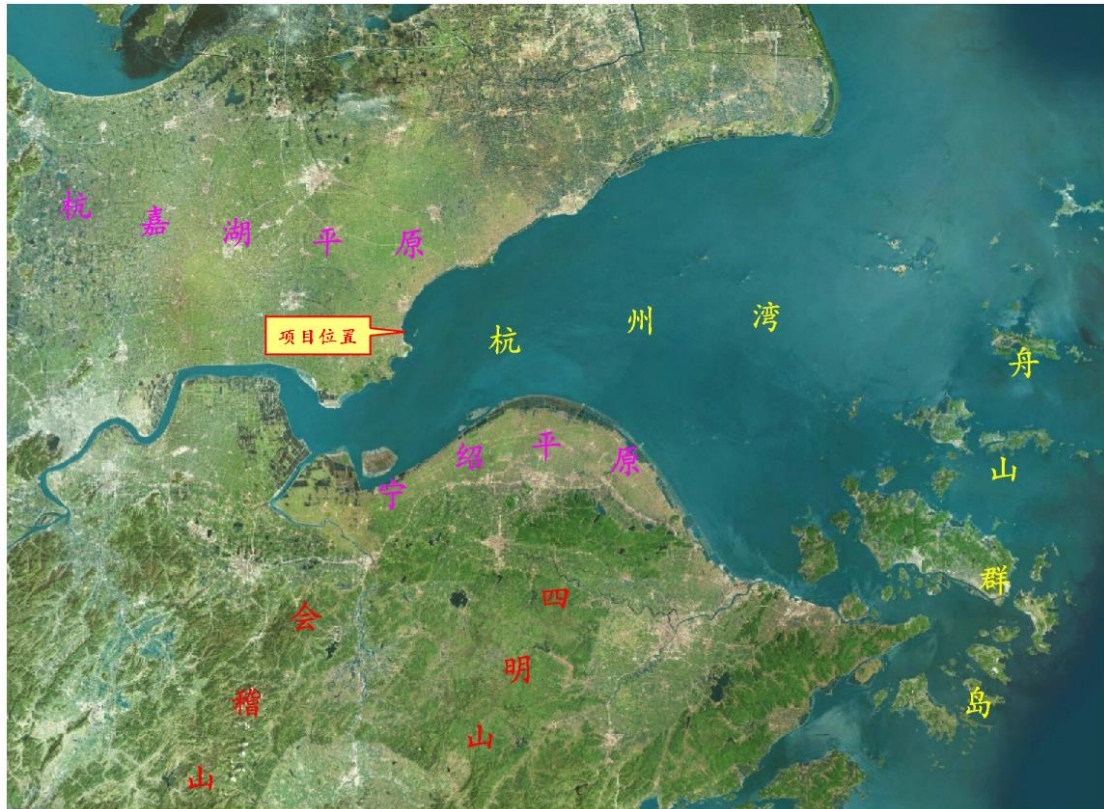 杭嘉湖平原
项目位置
杭州湾
舟山群岛
宁绍平原
会稽山
四明山